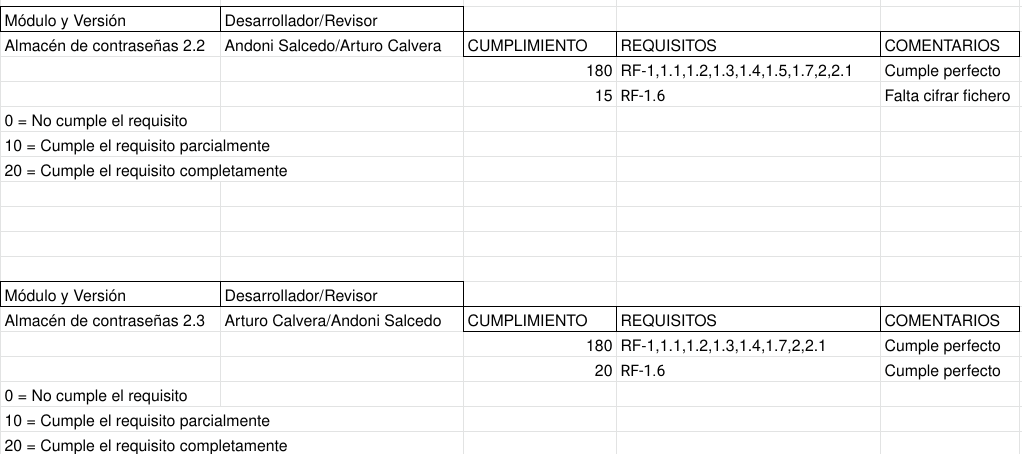 Módulo y Versión Desarrollador/Revisor
Almacén de contraseñas 2.2 Andoni Salcedo/Arturo Calvera CUMPLIMIENTO REQUISITOS COMENTARIOS
180 RF-1,1.1,1.2,1.3,1.4,1.5,1.7,2,2.1 Cumple perfecto
15 RF-1.6 Falta cifrar fichero
0 = No cumple el requisito
10 = Cumple el requisito parcialmente
20 = Cumple el requisito completamente
Módulo y Versión Desarrollador/Revisor
Almacén de contraseñas 2.3 Arturo Calvera/Andoni Salcedo CUMPLIMIENTO REQUISITOS COMENTARIOS
180 RF-1,1.1,1.2,1.3,1.4,1.7,2,2.1 Cumple perfecto
20 RF-1.6 Cumple perfecto
0 = No cumple el requisito
10 = Cumple el requisito parcialmente
20 = Cumple el requisito completamente